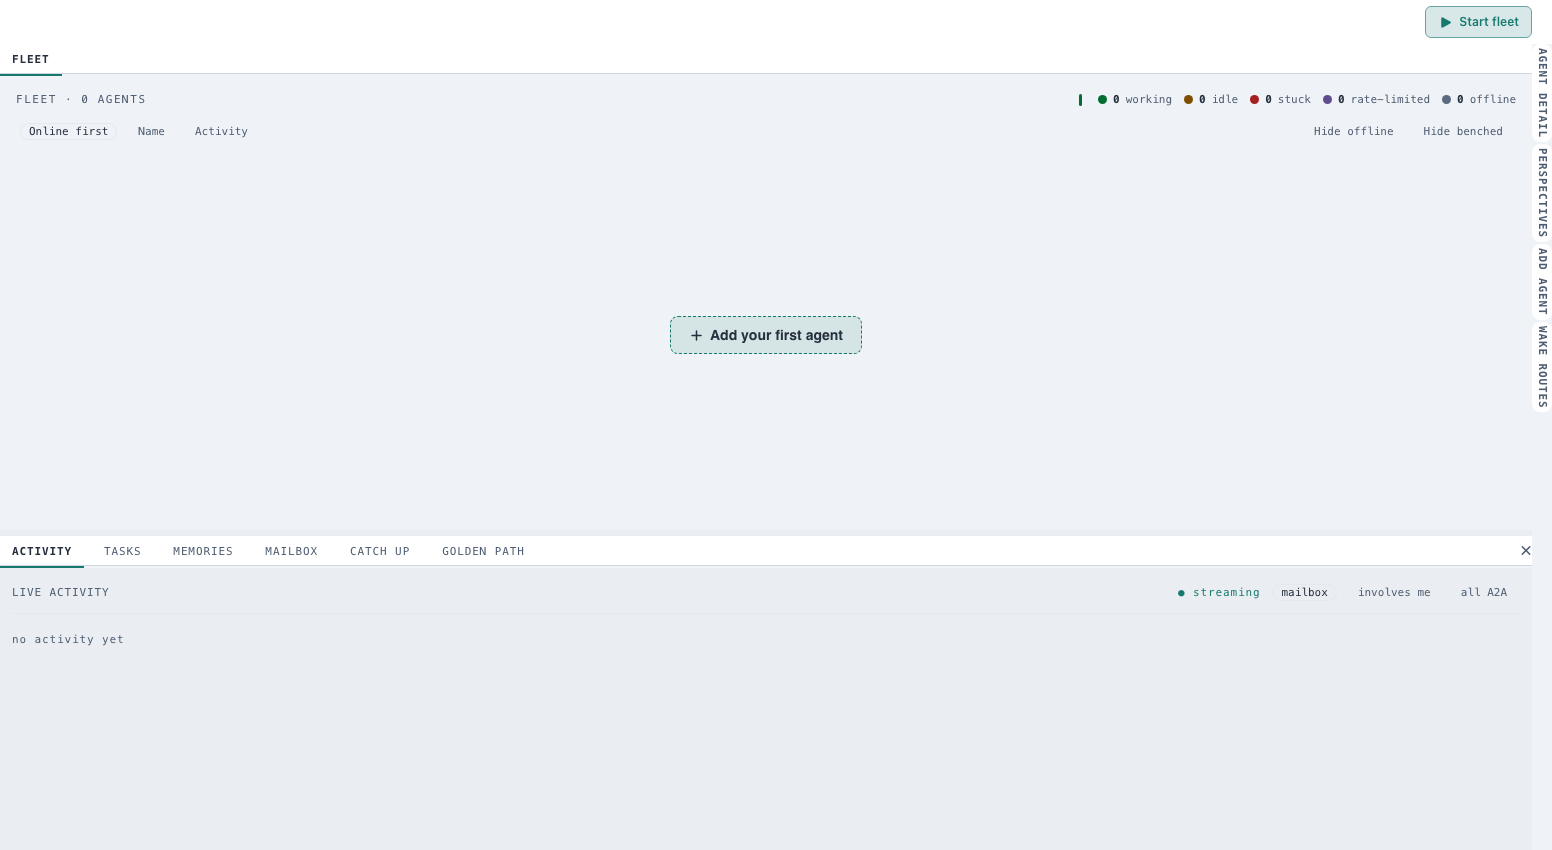 Start fleet
FLEET
FLEET · 0 AGENTS
0 working 0 idle 0 stuck 0 rate-limited 0 offline
Online first Name Activity
Hide offline Hide benched
Add your first agent
ACTIVITY TASKS MEMORIES MAILBOX CATCH UP GOLDEN PATH
LIVE ACTIVITY
streaming mailbox involves me all A2A
no activity yet
AGENT DETAIL
PERSPECTIVES
ADD AGENT
WAKE ROUTES